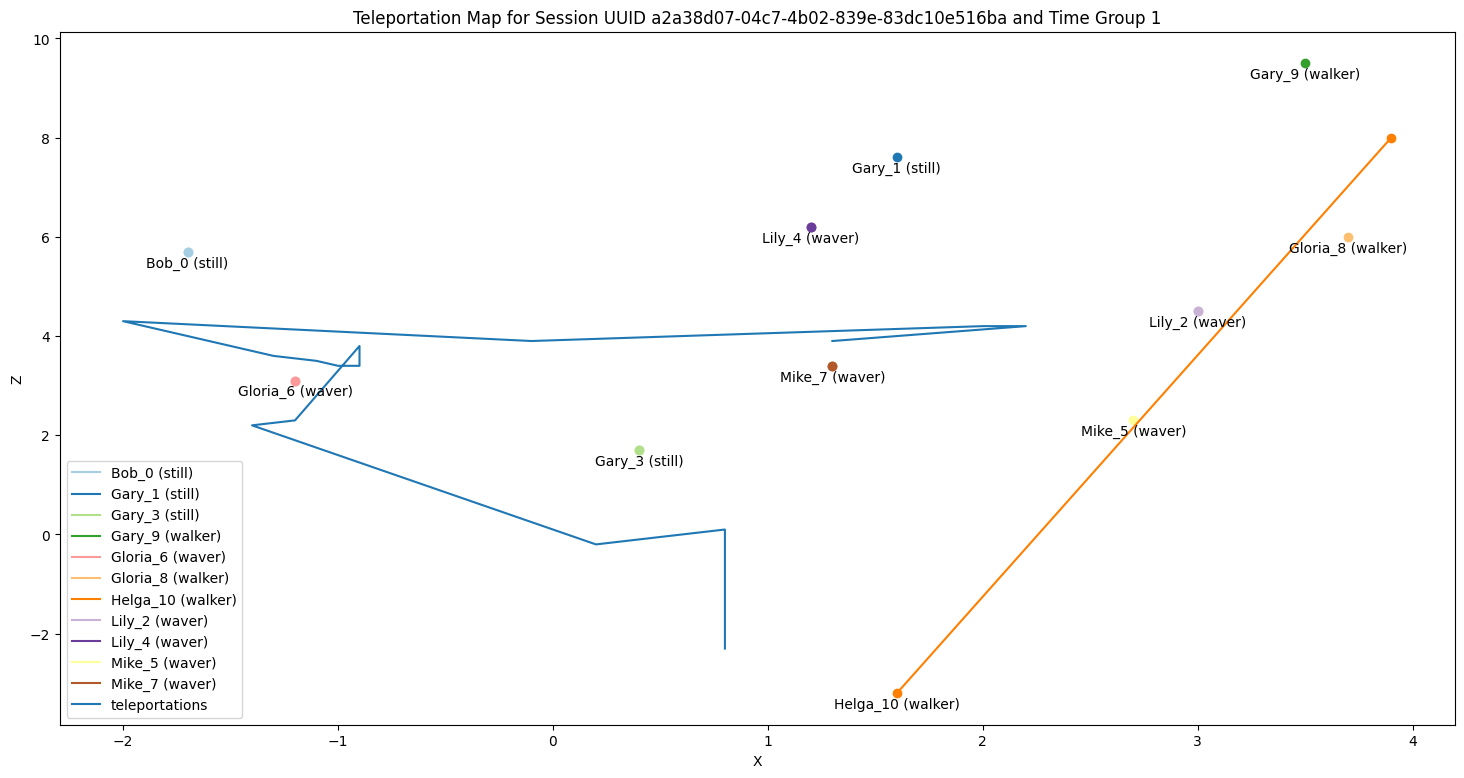 Teleportation Map for Session UUID a2a38d07-04c7-4b02-839e-83dc10e516ba and Time Group 1
10
8
6
4
2
0
−2
Z
Gary_9 (walker)
Gary_1 (still)
Lily_4 (waver)
Gloria_8 (walker)
Bob_0 (still)
Lily_2 (waver)
Mike_7 (waver)
Gloria_6 (waver)
Mike_5 (waver)
Gary_3 (still)
Helga_10 (walker)
Bob_0 (still)
Gary_1 (still)
Gary_3 (still)
Gary_9 (walker)
Gloria_6 (waver)
Gloria_8 (walker)
Helga_10 (walker)
Lily_2 (waver)
Lily_4 (waver)
Mike_5 (waver)
Mike_7 (waver)
teleportations
−2 −1 0 1 2 3 4
X